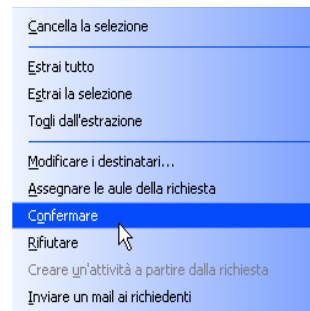 Cancella la selezione
Estrai tutto
Estrai la selezione
Togli dall'estrazione
Modificare i destinatari...
Assegnare le aule della richiesta
Confermare
Rifiutare
Creare un'attività a partire dalla richiesta
Inviare un mail ai richiedenti